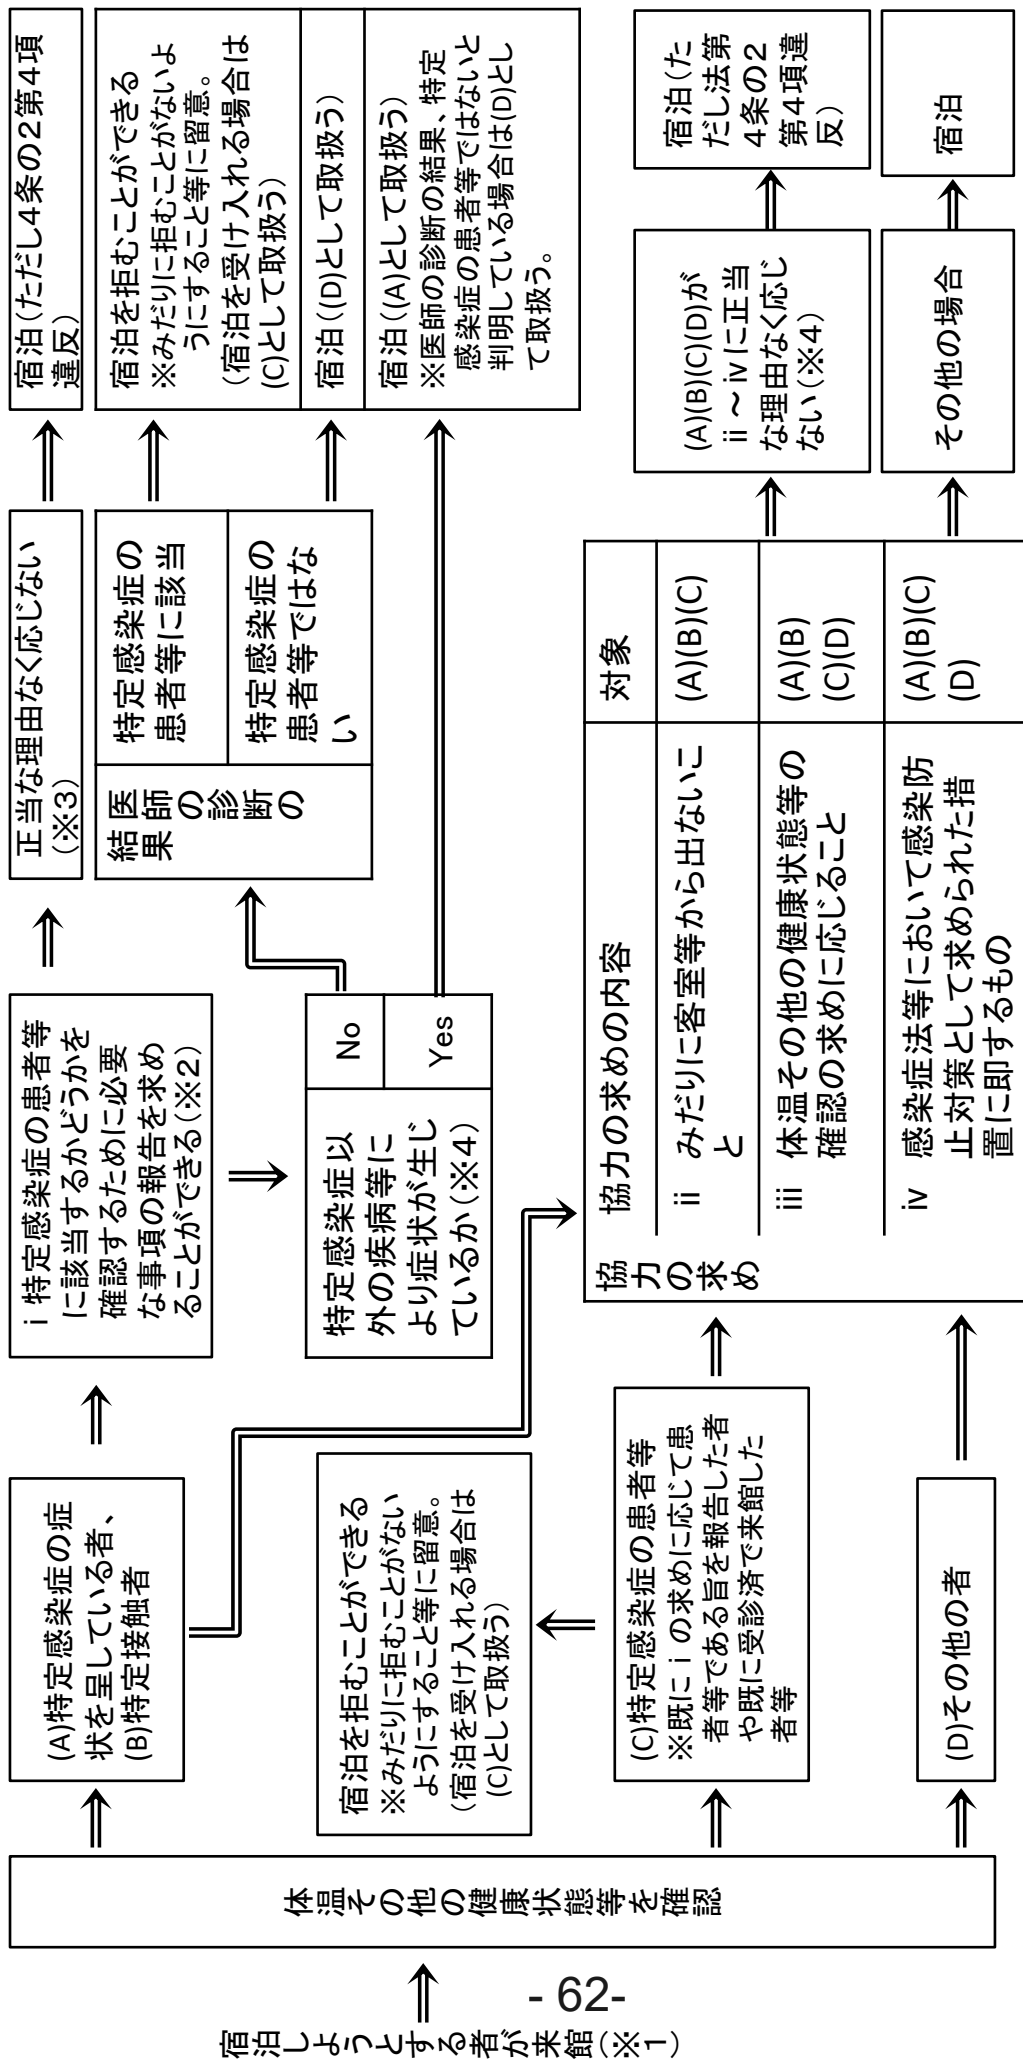 宿泊しようとする者が来館(※1)
体温その他の健康状態等を確認
(A)特定感染症の症
状を呈している者、
(B)特定接触者
宿泊を拒むことができる
※みだりに拒むことがない
ようにすること等に留意。
(宿泊を受け入れる場合は
(C)として取扱う)
(C)特定感染症の患者等
※既にⅰの求めに応じて患
者等である旨を報告した者
や既に受診済で来館した
者等
(D)その他の者
ⅰ特定感染症の患者等
に該当するかどうかを
確認するために必要
な事項の報告を求め
ることができる(※2)
特定感染症以
外の疾病等に
より症状が生じ
ているか(※4)
No
Yes
正当な理由なく応じない
(※3)
医師の診断の
結果
特定感染症の
患者等に該当
特定感染症の
患者等ではな
い
宿泊(ただし4条の2第4項
違反)
宿泊を拒むことができる
※みだりに拒むことがないよ
うにすること等に留意。
(宿泊を受け入れる場合は
(C)として取扱う)
宿泊((D)として取扱う)
宿泊((A)として取扱う)
※医師の診断の結果、特定
感染症の患者等ではないと
判明している場合は(D)とし
て取扱う。
協力の求め
協力の求めの内容
対象
ⅱ みだりに客室等から出ないこ
と
(A)(B)(C)
ⅲ 体温その他の健康状態等の
確認の求めに応じること
(A)(B)
(C)(D)
ⅳ 感染症法等において感染防
止対策として求められた措
置に即するもの
(A)(B)(C)
(D)
(A)(B)(C)(D)が
ⅱ~ⅳに正当
な理由なく応じ
ない(※4)
宿泊(た
だし法第
4条の2
第4項違
反)
その他の場合
宿泊
- 62-